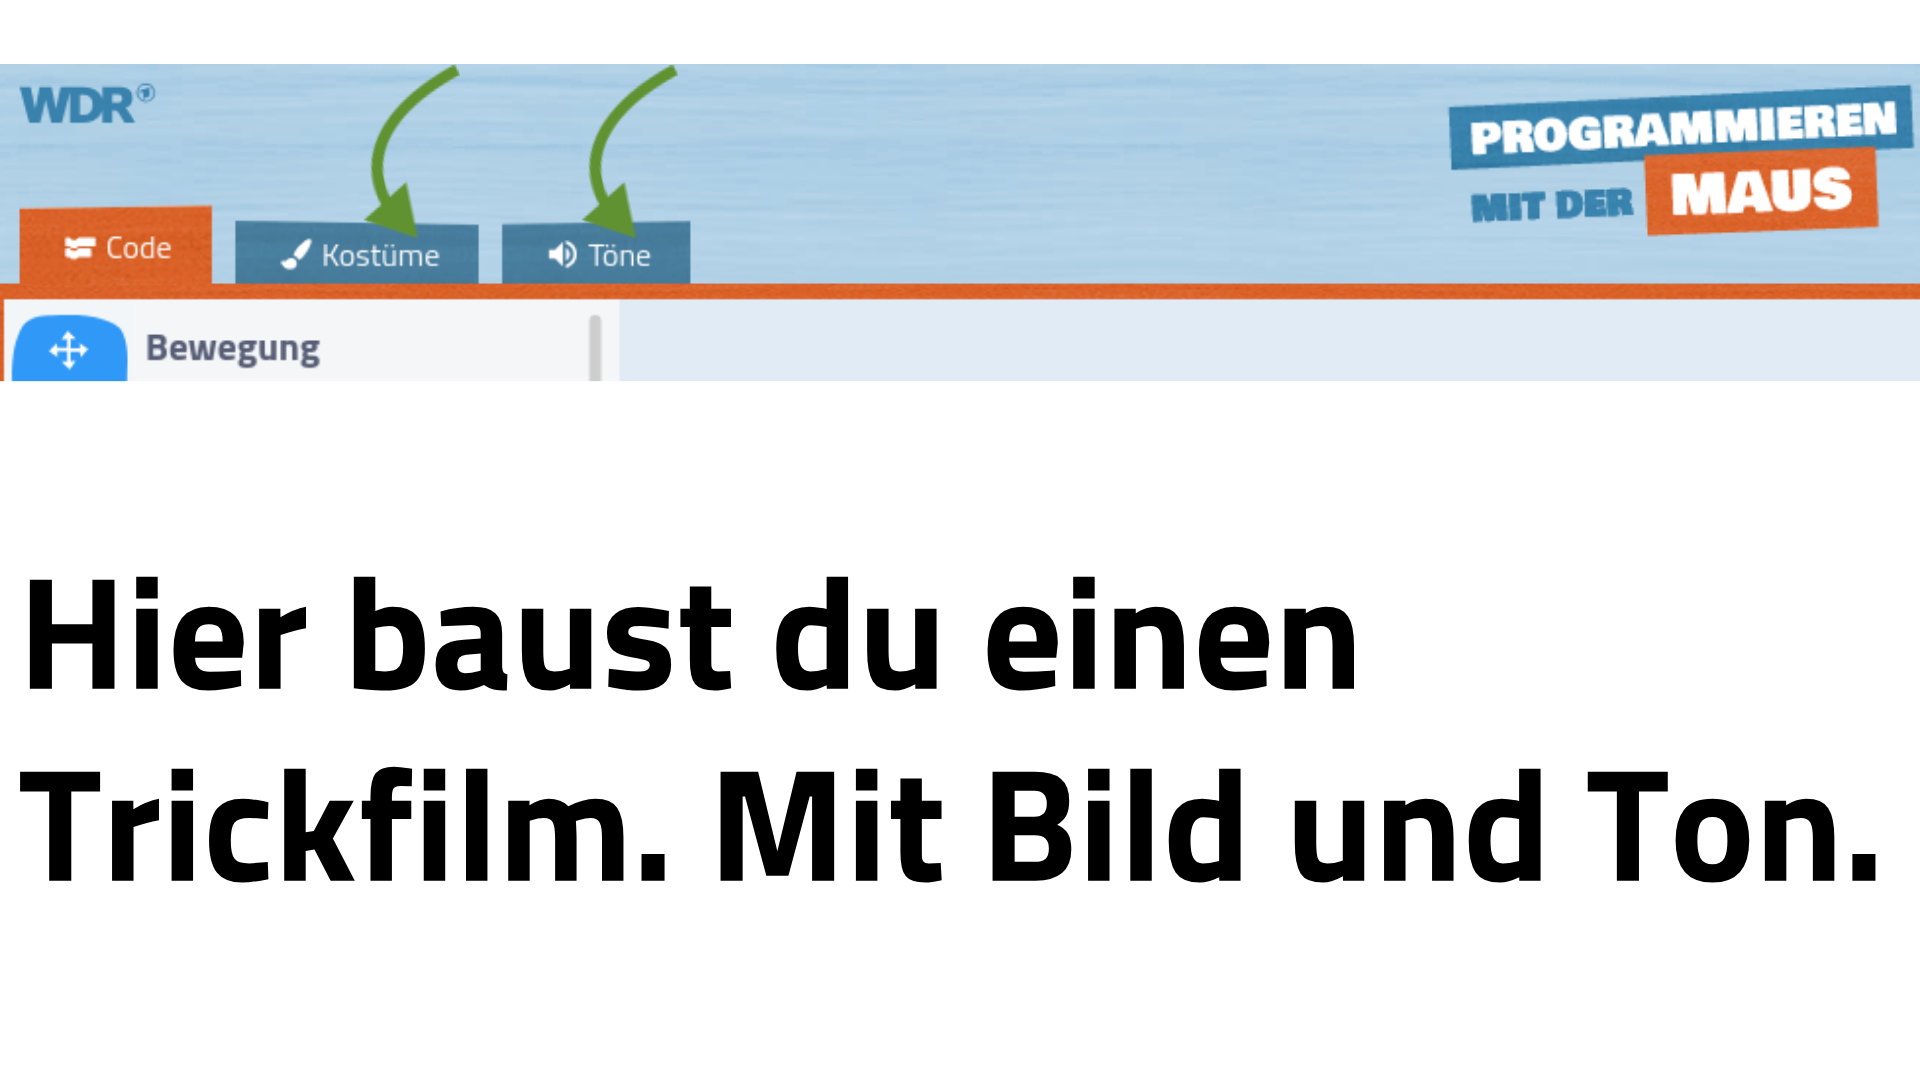 WDR
PROGRAMMIEREN
MIT DER MAUS
Code Kostüme Töne
Bewegung
Hier baust du einen
Trickfilm. Mit Bild und Ton.